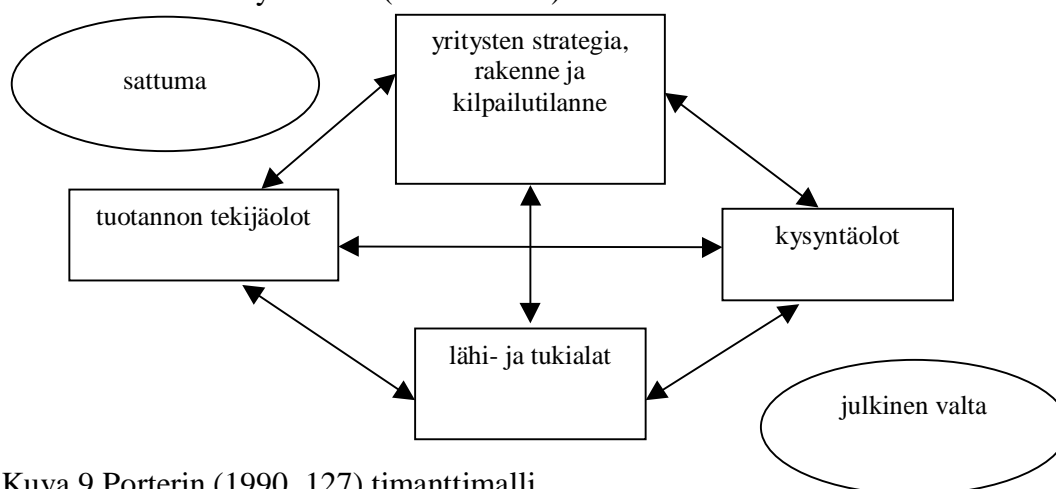 yritysten strategia,
rakenne ja
kilpailutilanne
sattuma
tuotannon tekijäolot
kysyntäolot
lähi- ja tukialat
julkinen valta
Kuva 9 Porterin (1990, 127) timanttimalli